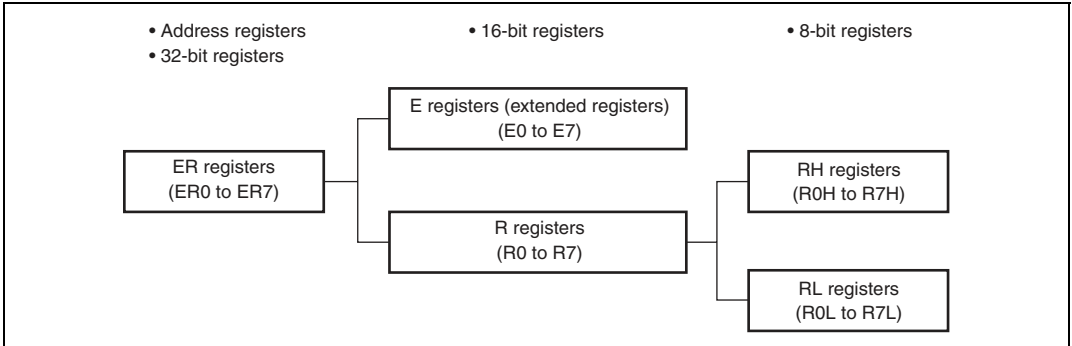 • Address registers
• 32-bit registers
• 16-bit registers
• 8-bit registers
E registers (extended registers)
(E0 to E7)
ER registers
(ER0 to ER7)
RH registers
(R0H to R7H)
R registers
(R0 to R7)
RL registers
(R0L to R7L)